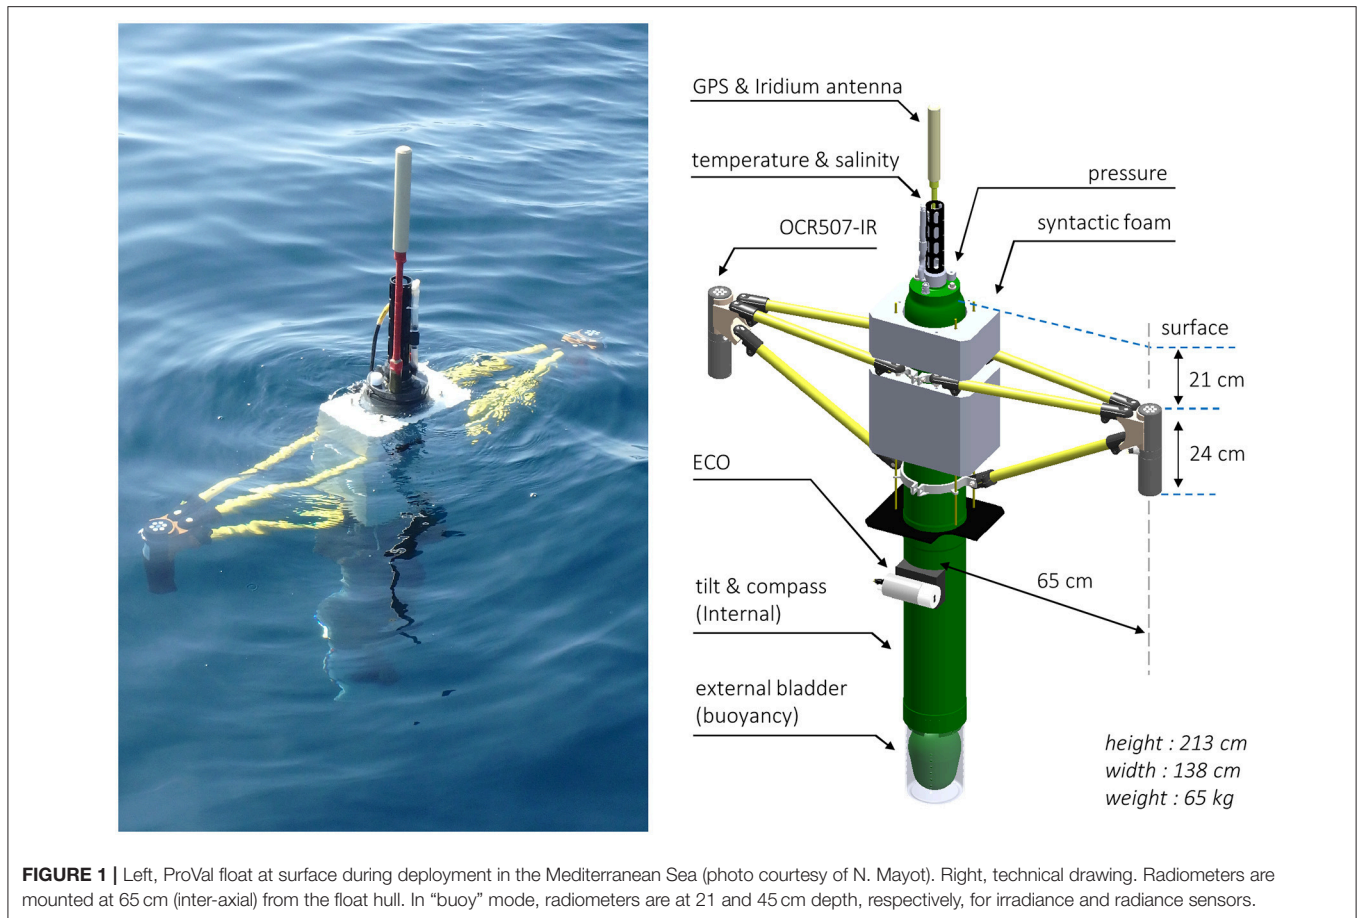 GPS & Iridium antenna
temperature & salinity
pressure
OCR507-IR
syntactic foam
surface
21 cm
24 cm
ECO
65 cm
tilt & compass
(Internal)
external bladder
(buoyancy)
height : 213 cm
width : 138 cm
weight : 65 kg
FIGURE 1 | Left, ProVal float at surface during deployment in the Mediterranean Sea (photo courtesy of N. Mayot). Right, technical drawing. Radiometers are
mounted at 65 cm (inter-axial) from the float hull. In “buoy” mode, radiometers are at 21 and 45 cm depth, respectively, for irradiance and radiance sensors.